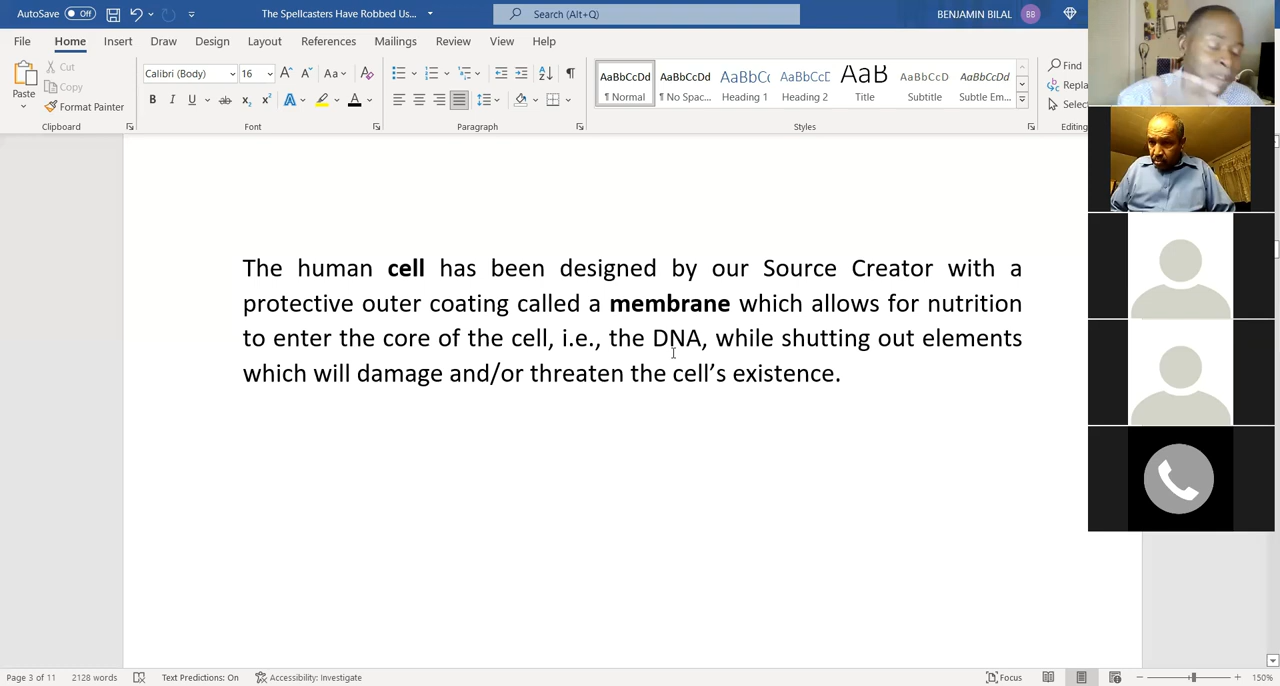 AutoSave Off The Spellcasters Have Robbed Us... Search (Alt+Q) BENJAMIN BILAL BB
File Home Insert Draw Design Layout References Mailings Review View Help
Paste Cut Copy Format Painter
Calibri (Body) 16
AaBbCcDd AaBbCcDd AaBbCc AaBbCcE AaB AaBbCcD AaBbCcDd
¶ Normal ¶ No Spac... Heading 1 Heading 2 Title Subtitle Subtle Em...
Find
Repla
Select
Clipboard Font Paragraph Styles Editing
The human cell has been designed by our Source Creator with a
protective outer coating called a membrane which allows for nutrition
to enter the core of the cell, i.e., the DNA, while shutting out elements
which will damage and/or threaten the cell’s existence.
Page 3 of 11 2128 words Text Predictions: On Accessibility: Investigate Focus 150%